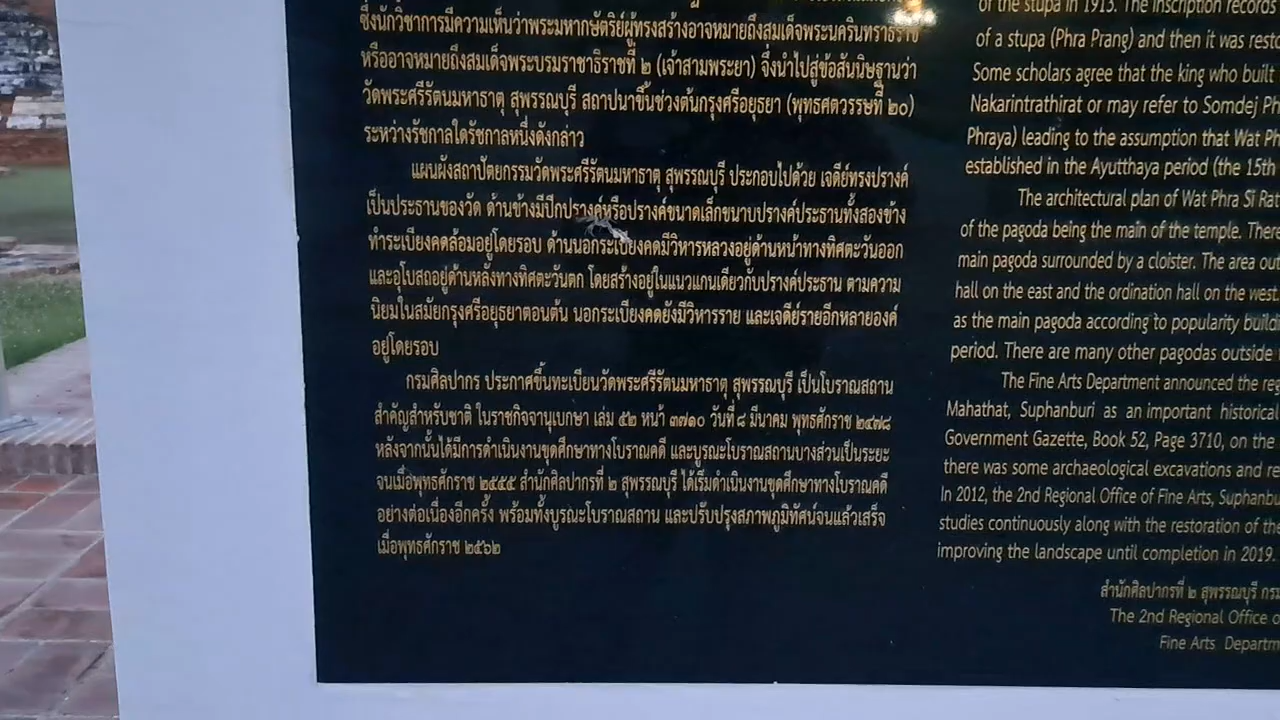 ซึ่งนักวิชาการมีความเห็นว่าพระมหากษัตริย์ผู้ทรงสร้างอาจหมายถึงสมเด็จพระนครินทราธิราช
หรืออาจหมายถึงสมเด็จพระบรมราชาธิราชที่ ๒ (เจ้าสามพระยา) จึงนำไปสู่ข้อสันนิษฐานว่า
วัดพระศรีรัตนมหาธาตุ สุพรรณบุรี สถาปนาขึ้นช่วงต้นกรุงศรีอยุธยา (พุทธศตวรรษที่ ๒๐)
ระหว่างรัชกาลใดรัชกาลหนึ่งดังกล่าว
แผนผังสถาปัตยกรรมวัดพระศรีรัตนมหาธาตุ สุพรรณบุรี ประกอบไปด้วย เจดีย์ทรงปรางค์
เป็นประธานของวัด ด้านข้างมีปีกปรางค์หรือปรางค์ขนาดเล็กขนาบปรางค์ประธานทั้งสองข้าง
ทำระเบียงคดล้อมอยู่โดยรอบ ด้านนอกระเบียงคดมีวิหารหลวงอยู่ด้านหน้าทางทิศตะวันออก
และอุโบสถอยู่ด้านหลังทางทิศตะวันตก โดยสร้างอยู่ในแนวแกนเดียวกับปรางค์ประธาน ตามความ
นิยมในสมัยกรุงศรีอยุธยาตอนต้น นอกระเบียงคดยังมีวิหารราย และเจดีย์รายอีกหลายองค์
อยู่โดยรอบ
กรมศิลปากร ประกาศขึ้นทะเบียนวัดพระศรีรัตนมหาธาตุ สุพรรณบุรี เป็นโบราณสถาน
สำคัญสำหรับชาติ ในราชกิจจานุเบกษา เล่ม ๕๒ หน้า ๓๗๑๐ วันที่ ๘ มีนาคม พุทธศักราช ๒๔๗๘
หลังจากนั้นได้มีการดำเนินงานขุดศึกษาทางโบราณคดี และบูรณะโบราณสถานบางส่วนเป็นระยะ
จนเมื่อพุทธศักราช ๒๕๕๕ สำนักศิลปากรที่ ๒ สุพรรณบุรี ได้เริ่มดำเนินงานขุดศึกษาทางโบราณคดี
อย่างต่อเนื่องอีกครั้ง พร้อมทั้งบูรณะโบราณสถาน และปรับปรุงสภาพภูมิทัศน์จนแล้วเสร็จ
เมื่อพุทธศักราช ๒๕๖๒
of the stupa in 1913. The inscription records
of a stupa (Phra Prang) and then it was resto
Some scholars agree that the king who built
Nakarintrathirat or may refer to Somdej Ph
Phraya) leading to the assumption that Wat Ph
established in the Ayutthaya period (the 15th
The architectural plan of Wat Phra Si Rat
of the pagoda being the main of the temple. There
main pagoda surrounded by a cloister. The area out
hall on the east and the ordination hall on the west
as the main pagoda according to popularity build
period. There are many other pagodas outside
The Fine Arts Department announced the reg
Mahathat, Suphanburi as an important historical
Government Gazette, Book 52, Page 3710, on the
there was some archaeological excavations and re
In 2012, the 2nd Regional Office of Fine Arts, Suphanbu
studies continuously along with the restoration of the
improving the landscape until completion in 2019.
สำนักศิลปากรที่ ๒ สุพรรณบุรี กรม
The 2nd Regional Office o
Fine Arts Departm